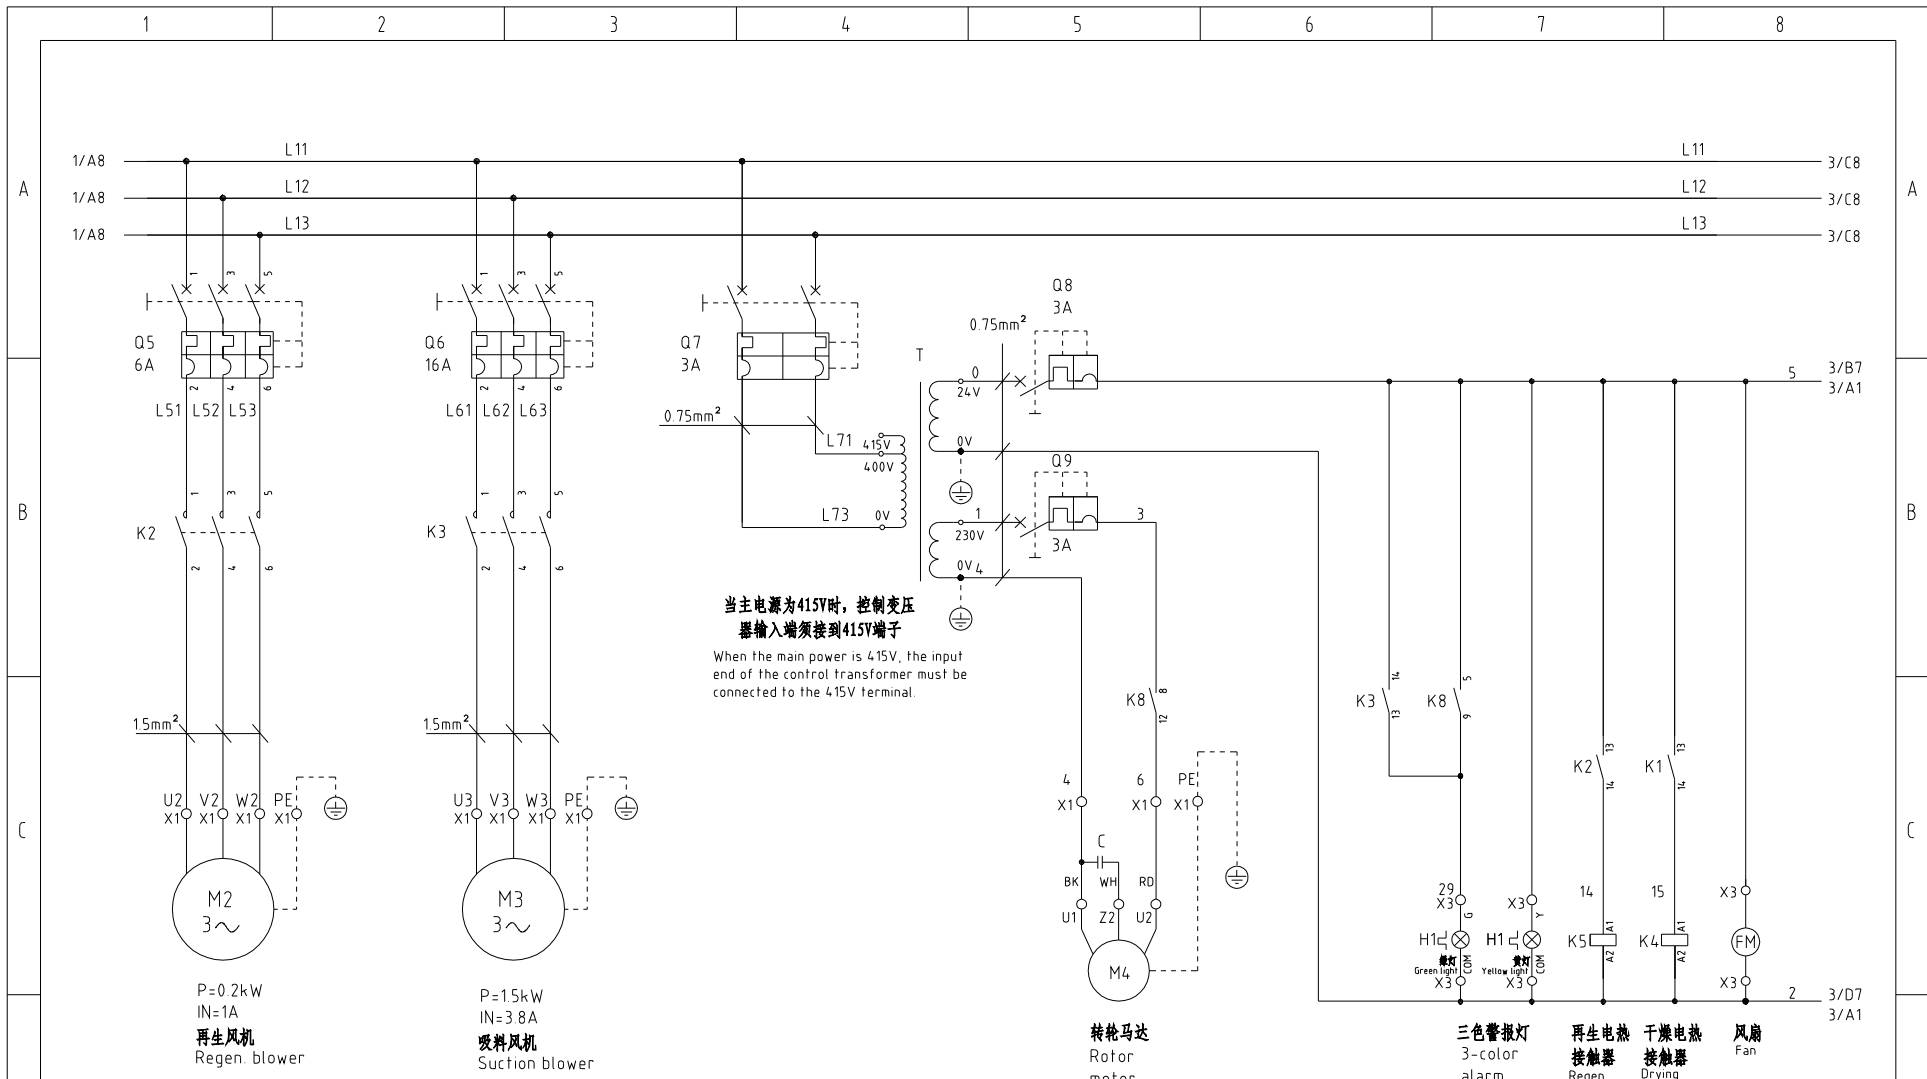 1 2 3 4 5 6 7 8
A A
1/A8 L11 L11 3/C8
1/A8 L12 L12 3/C8
1/A8 L13 L13 3/C8
1 3 5
1 3 5
Q5
6A
2 4 6
L51 L52 L53
Q6
16A
2 4 6
L61 L62 L63
Q7
3A
0.75mm²
L71 415V
400V
L73 0V
T
0
24V
0V
1
230V
0V 4
0.75mm²
Q8
3A
Q9
3A
3
5 3/B7
3/A1
B B
K2
1 3 5
2 4 6
K3
1 3 5
2 4 6
当主电源为415V时，控制变压
器输入端须接到415V端子
When the main power is 415V, the input
end of the control transformer must be
connected to the 415V terminal.
1.5mm²
1.5mm²
K8 8
12
K3 14
13
K8 5
9
K2 13
14
K1 13
14
C C
U2 V2 W2 PE
X1 X1 X1 X1
U3 V3 W3 PE
X1 X1 X1 X1
4 6 PE
X1 X1 X1
C
BK WH RD
U1 Z2 U2
M2
3~
M3
3~
M4
29
X3 G
H1
绿灯
Green light
COM
X3
X3 Y
H1
黄灯
Yellow light
COM
X3
14
K5 A1
A2
15
K4 A1
A2
X3
FM
X3
2 3/D7
3/A1
P=0.2kW
IN=1A
再生风机
Regen. blower
P=1.5kW
IN=3.8A
吸料风机
Suction blower
转轮马达
Rotor
motor
三色警报灯
3-color
alarm
再生电热
接触器
Regen.
干燥电热
接触器
Drying
风扇
Fan